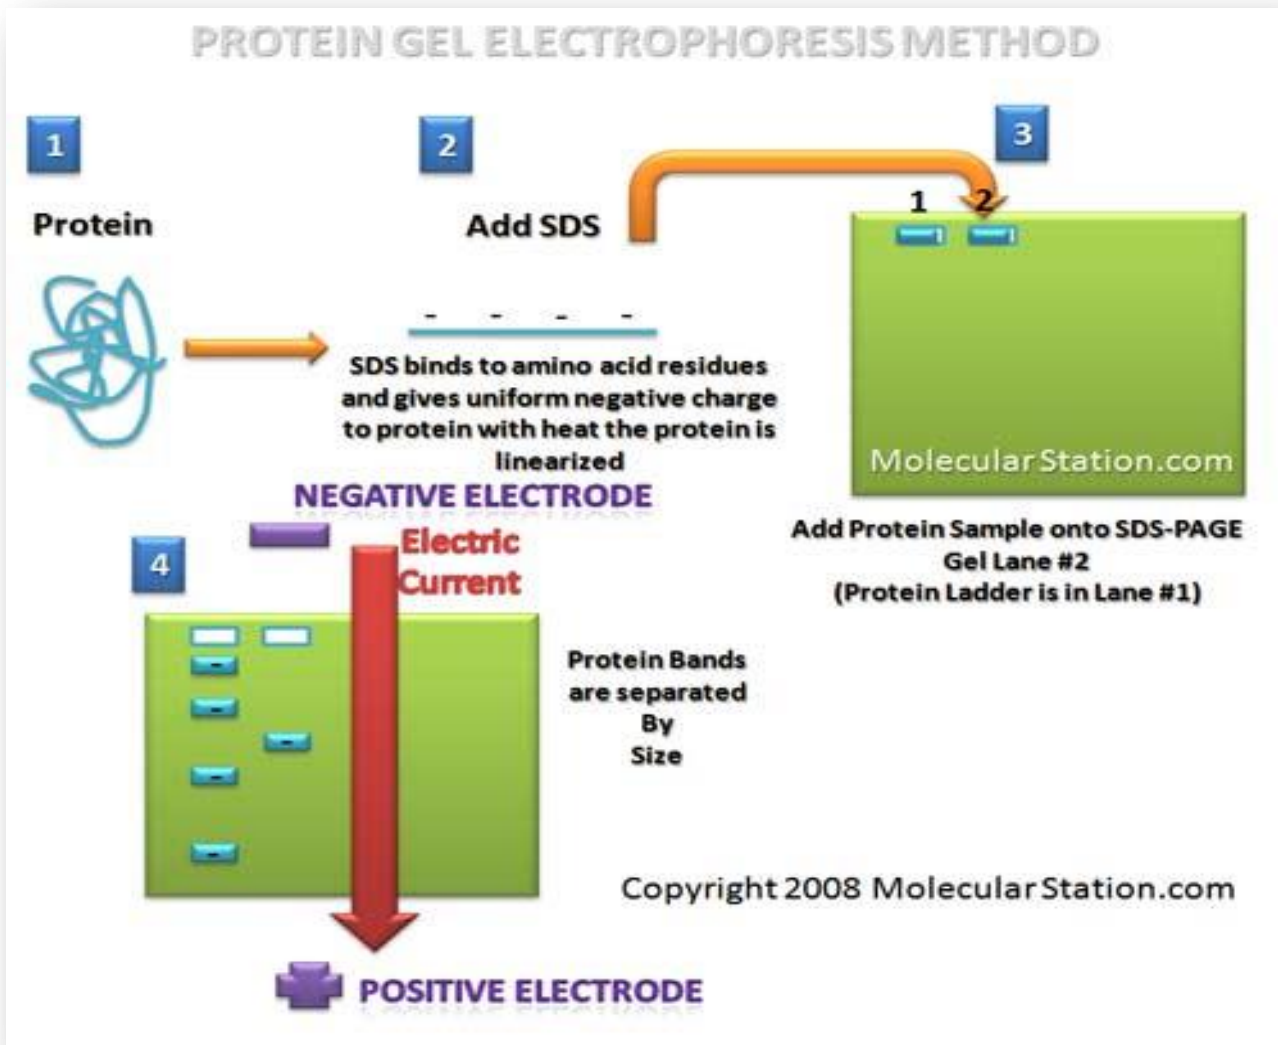 PROTEIN GEL ELECTROPHORESIS METHOD
1
Protein
2
Add SDS
- - - -
SDS binds to amino acid residues
and gives uniform negative charge
to protein with heat the protein is
linearized
3
1 2
MolecularStation.com
Add Protein Sample onto SDS-PAGE
Gel Lane #2
(Protein Ladder is in Lane #1)
4
NEGATIVE ELECTRODE
Electric
Current
-
-
-
-
-
Protein Bands
are separated
By
Size
Copyright 2008 MolecularStation.com
POSITIVE ELECTRODE